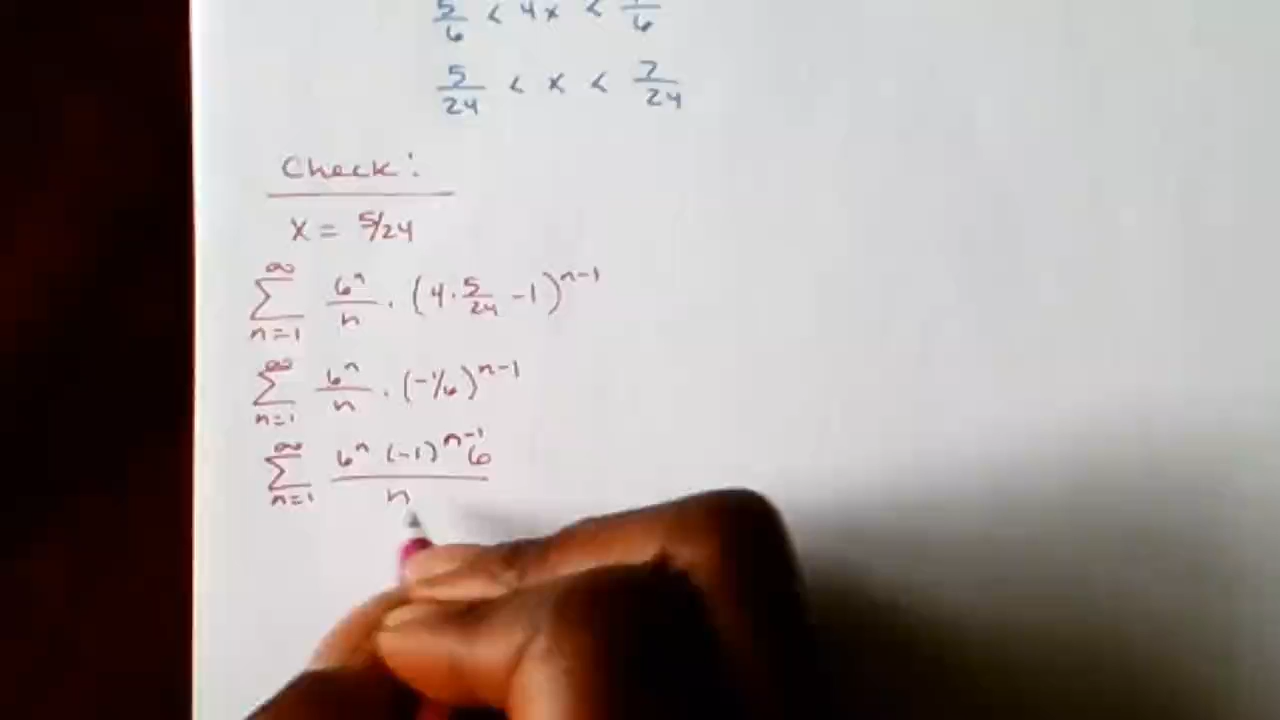 5/6 < 4x < /6
5/24 < x < 7/24
Check:
x = 5/24
∑ n=1 ∞ 6^n/n · (4 · 5/24 - 1)^n-1
∑ n=1 ∞ 6^n/n · (-1/6)^n-1
∑ n=1 ∞ 6^n (-1)^n-1 6 / n